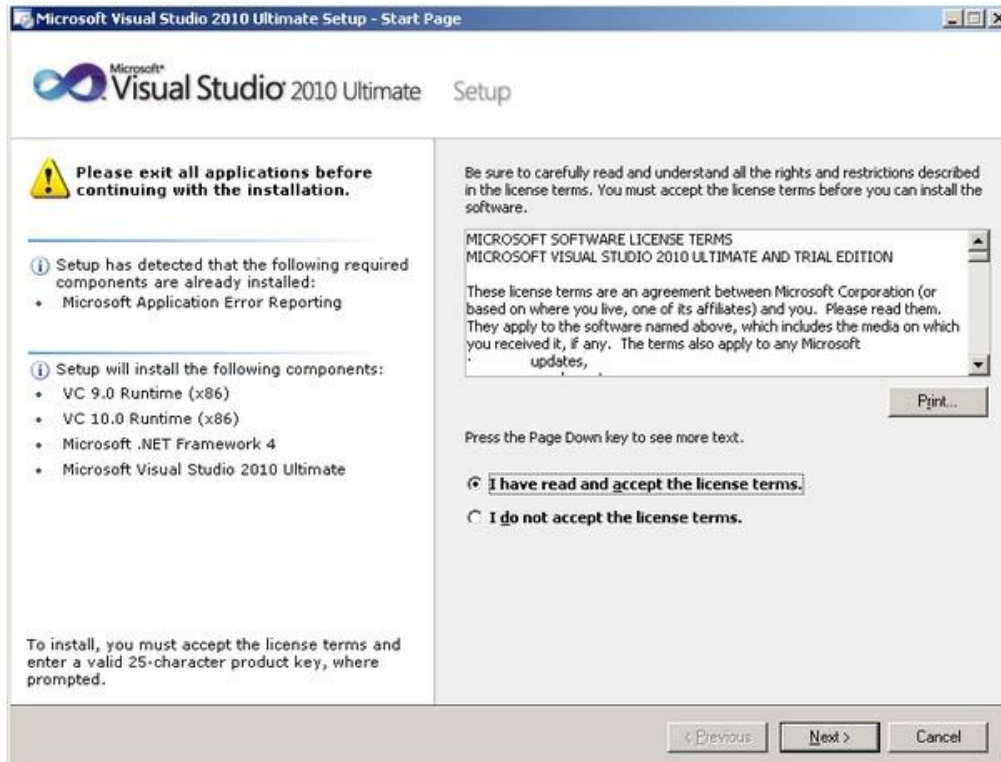 Microsoft Visual Studio 2010 Ultimate Setup - Start Page
Microsoft
Visual Studio 2010 Ultimate Setup
Please exit all applications before
continuing with the installation.
Setup has detected that the following required
components are already installed:
• Microsoft Application Error Reporting
Setup will install the following components:
• VC 9.0 Runtime (x86)
• VC 10.0 Runtime (x86)
• Microsoft .NET Framework 4
• Microsoft Visual Studio 2010 Ultimate
To install, you must accept the license terms and
enter a valid 25-character product key, where
prompted.
Be sure to carefully read and understand all the rights and restrictions described
in the license terms. You must accept the license terms before you can install the
software.
MICROSOFT SOFTWARE LICENSE TERMS
MICROSOFT VISUAL STUDIO 2010 ULTIMATE AND TRIAL EDITION
These license terms are an agreement between Microsoft Corporation (or
based on where you live, one of its affiliates) and you. Please read them.
They apply to the software named above, which includes the media on which
you received it, if any. The terms also apply to any Microsoft
· updates,
Print...
Press the Page Down key to see more text.
I have read and accept the license terms.
I do not accept the license terms.
< Previous Next > Cancel